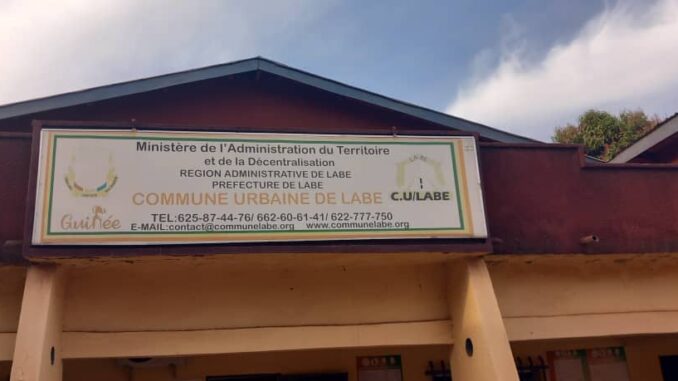 Ministère de l'Administration du Territoire
et de la Décentralisation
REGION ADMINISTRATIVE DE LABE
PREFECTURE DE LABE
COMMUNE URBAINE DE LABE
C.U/LABE
Guinée
TEL:625-87-44-76/ 662-60-61-41/ 622-777-750
E-MAIL:contact@communelabe.org www.communelabe.org